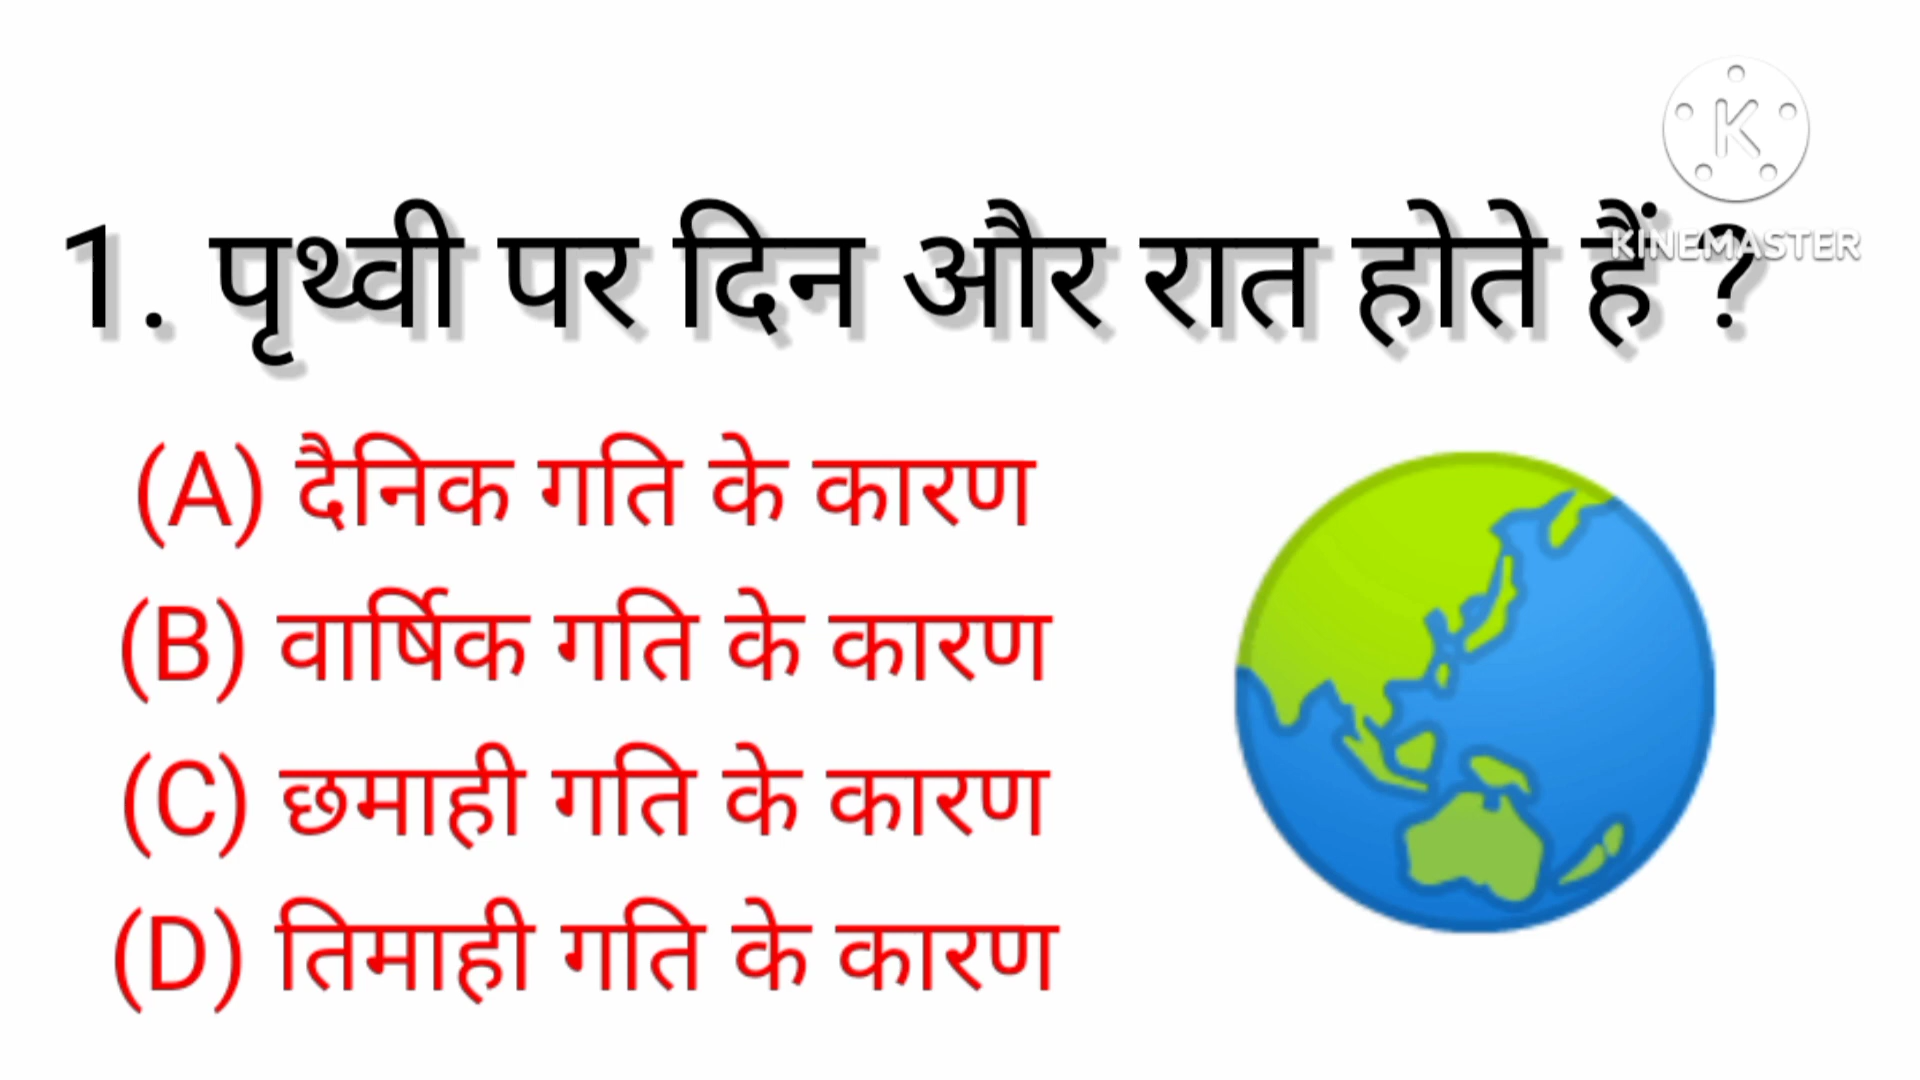 K
KINEMASTER
1. पृथ्वी पर दिन और रात होते हैं ?
(A) दैनिक गति के कारण
(B) वार्षिक गति के कारण
(C) छमाही गति के कारण
(D) तिमाही गति के कारण